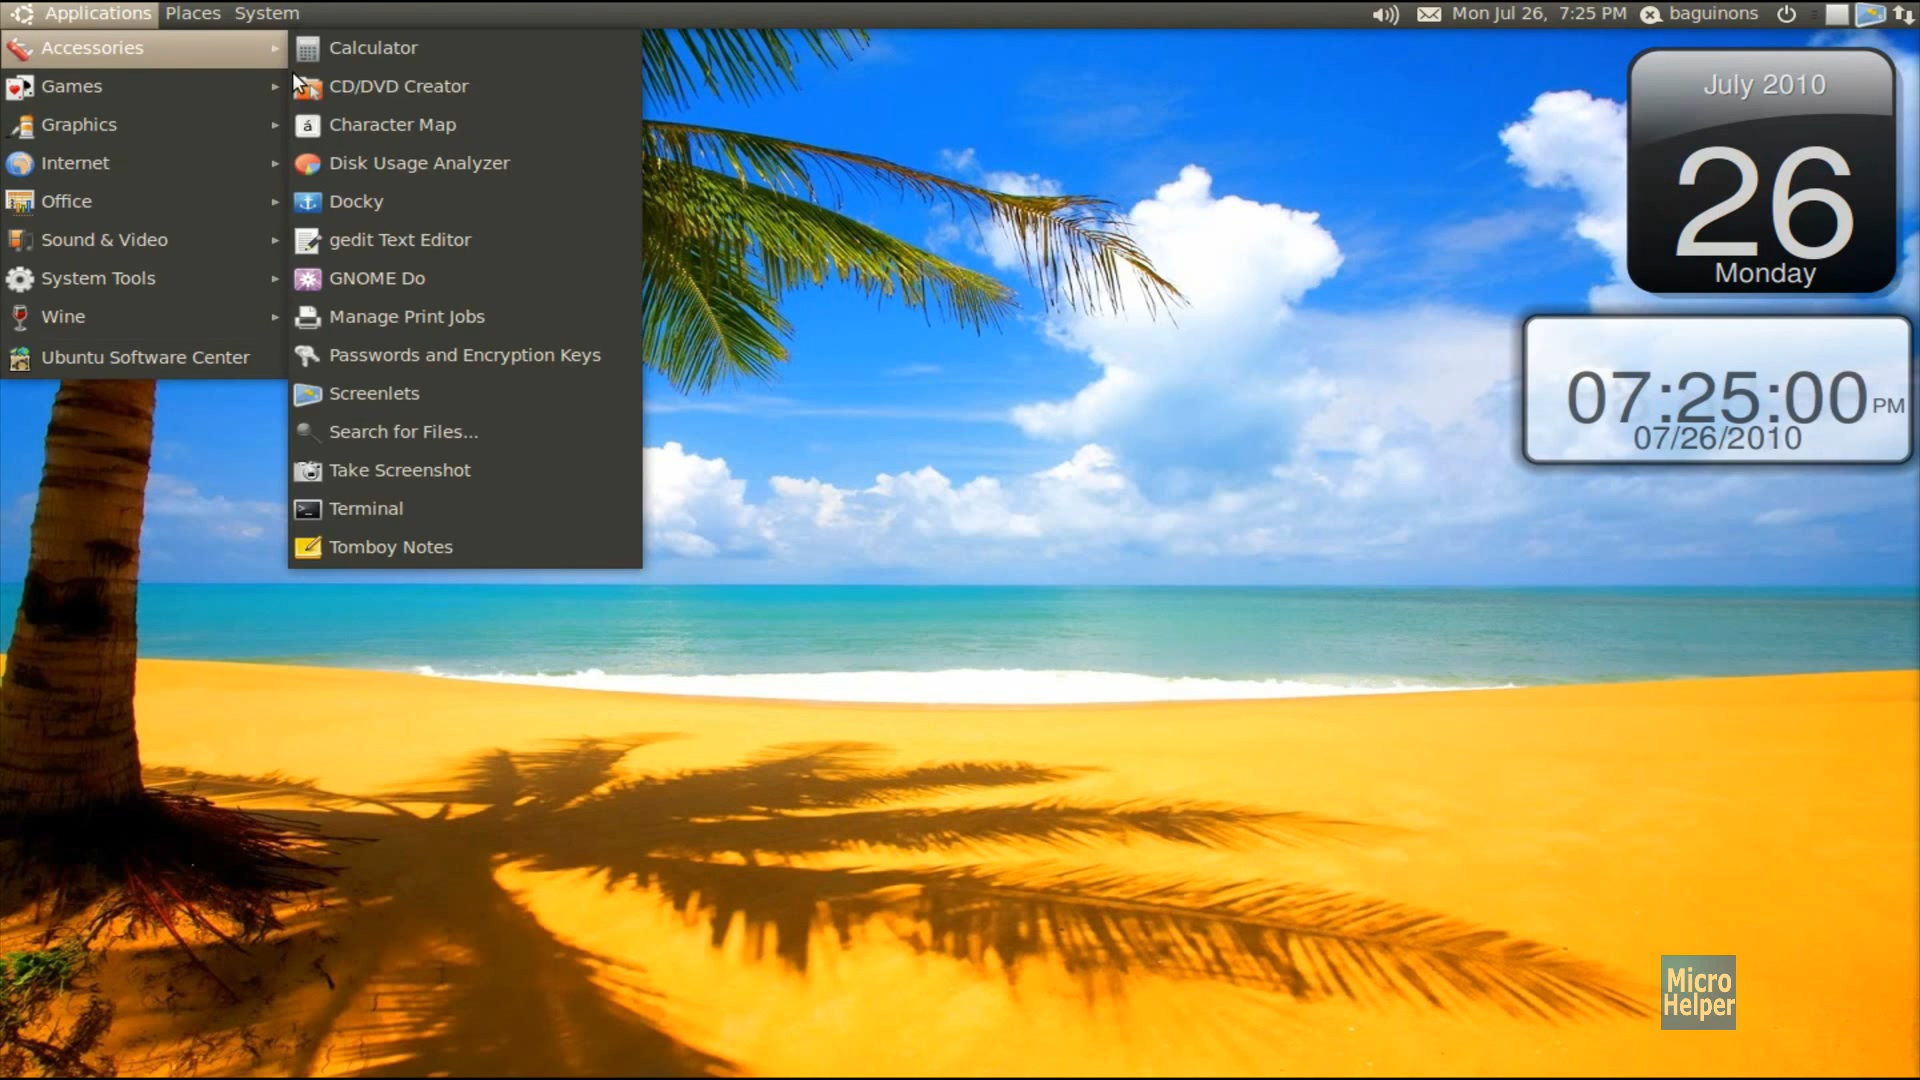 Applications Places System
Mon Jul 26, 7:25 PM baguinons
Accessories
Games
Graphics
Internet
Office
Sound & Video
System Tools
Wine
Ubuntu Software Center
Calculator
CD/DVD Creator
á Character Map
Disk Usage Analyzer
Docky
gedit Text Editor
GNOME Do
Manage Print Jobs
Passwords and Encryption Keys
Screenlets
Search for Files...
Take Screenshot
Terminal
Tomboy Notes
July 2010
26
Monday
07:25:00 PM
07/26/2010
Micro
Helper